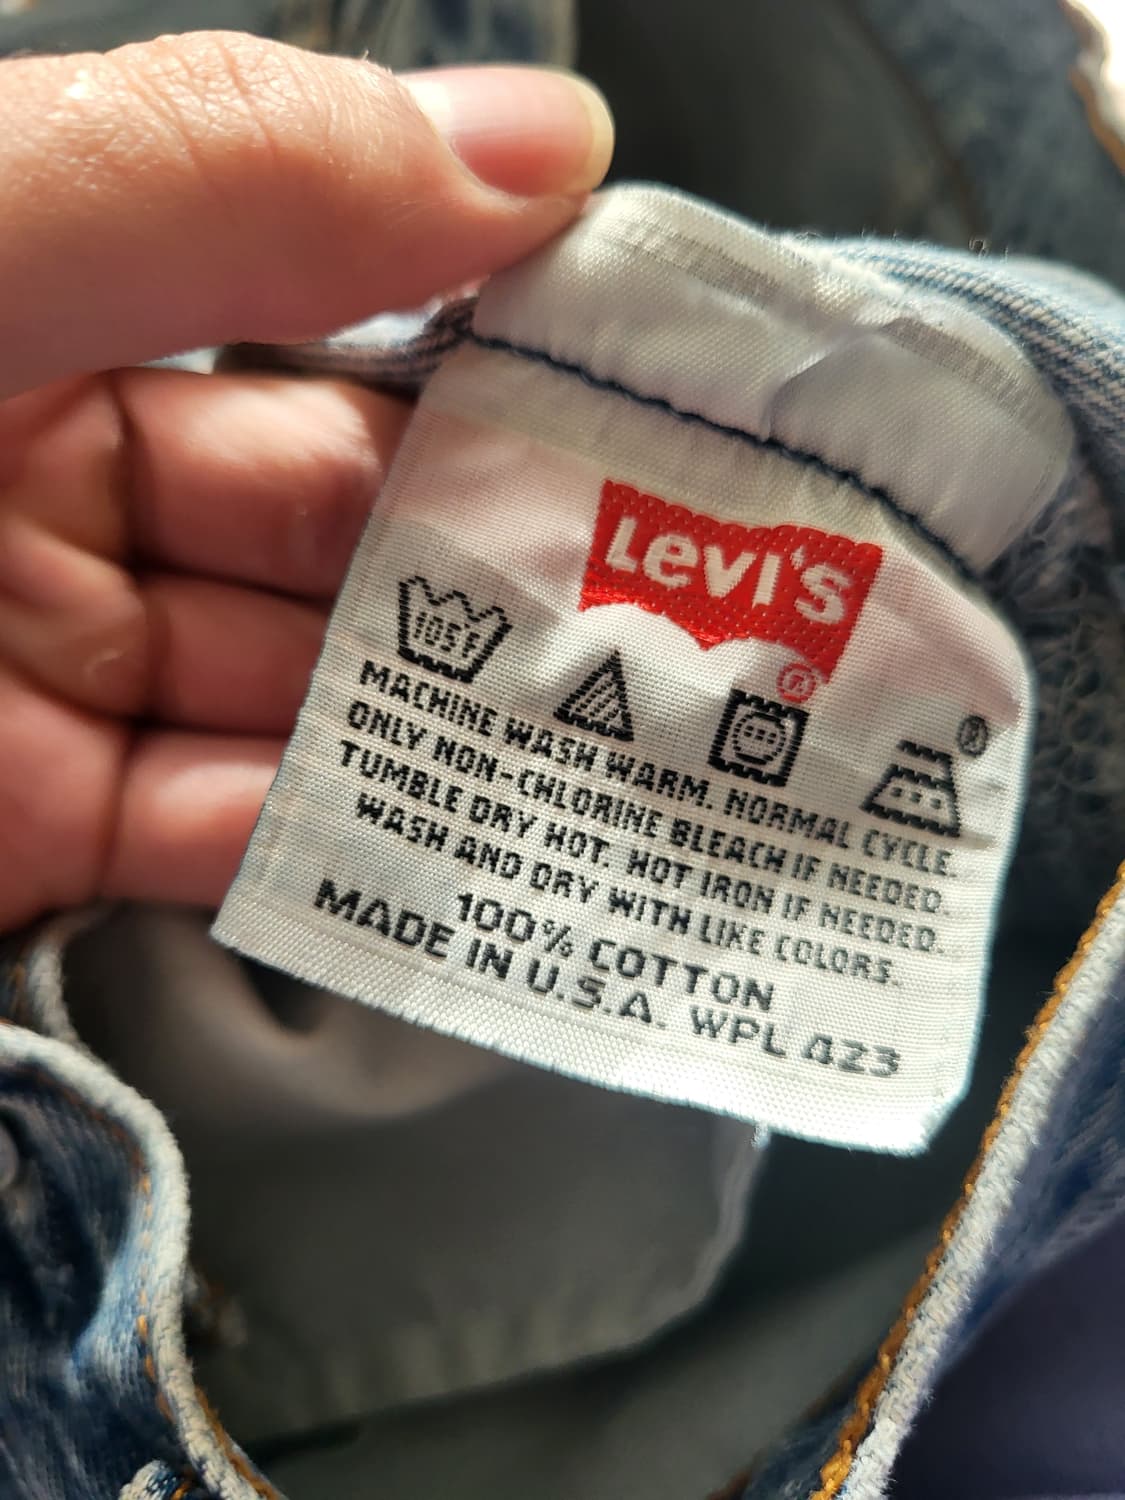 Levi's
®
105F
®
MACHINE WASH WARM. NORMAL CYCLE.
ONLY NON-CHLORINE BLEACH IF NEEDED.
TUMBLE DRY HOT. HOT IRON IF NEEDED.
WASH AND DRY WITH LIKE COLORS.
100% COTTON
MADE IN U.S.A. WPL 423